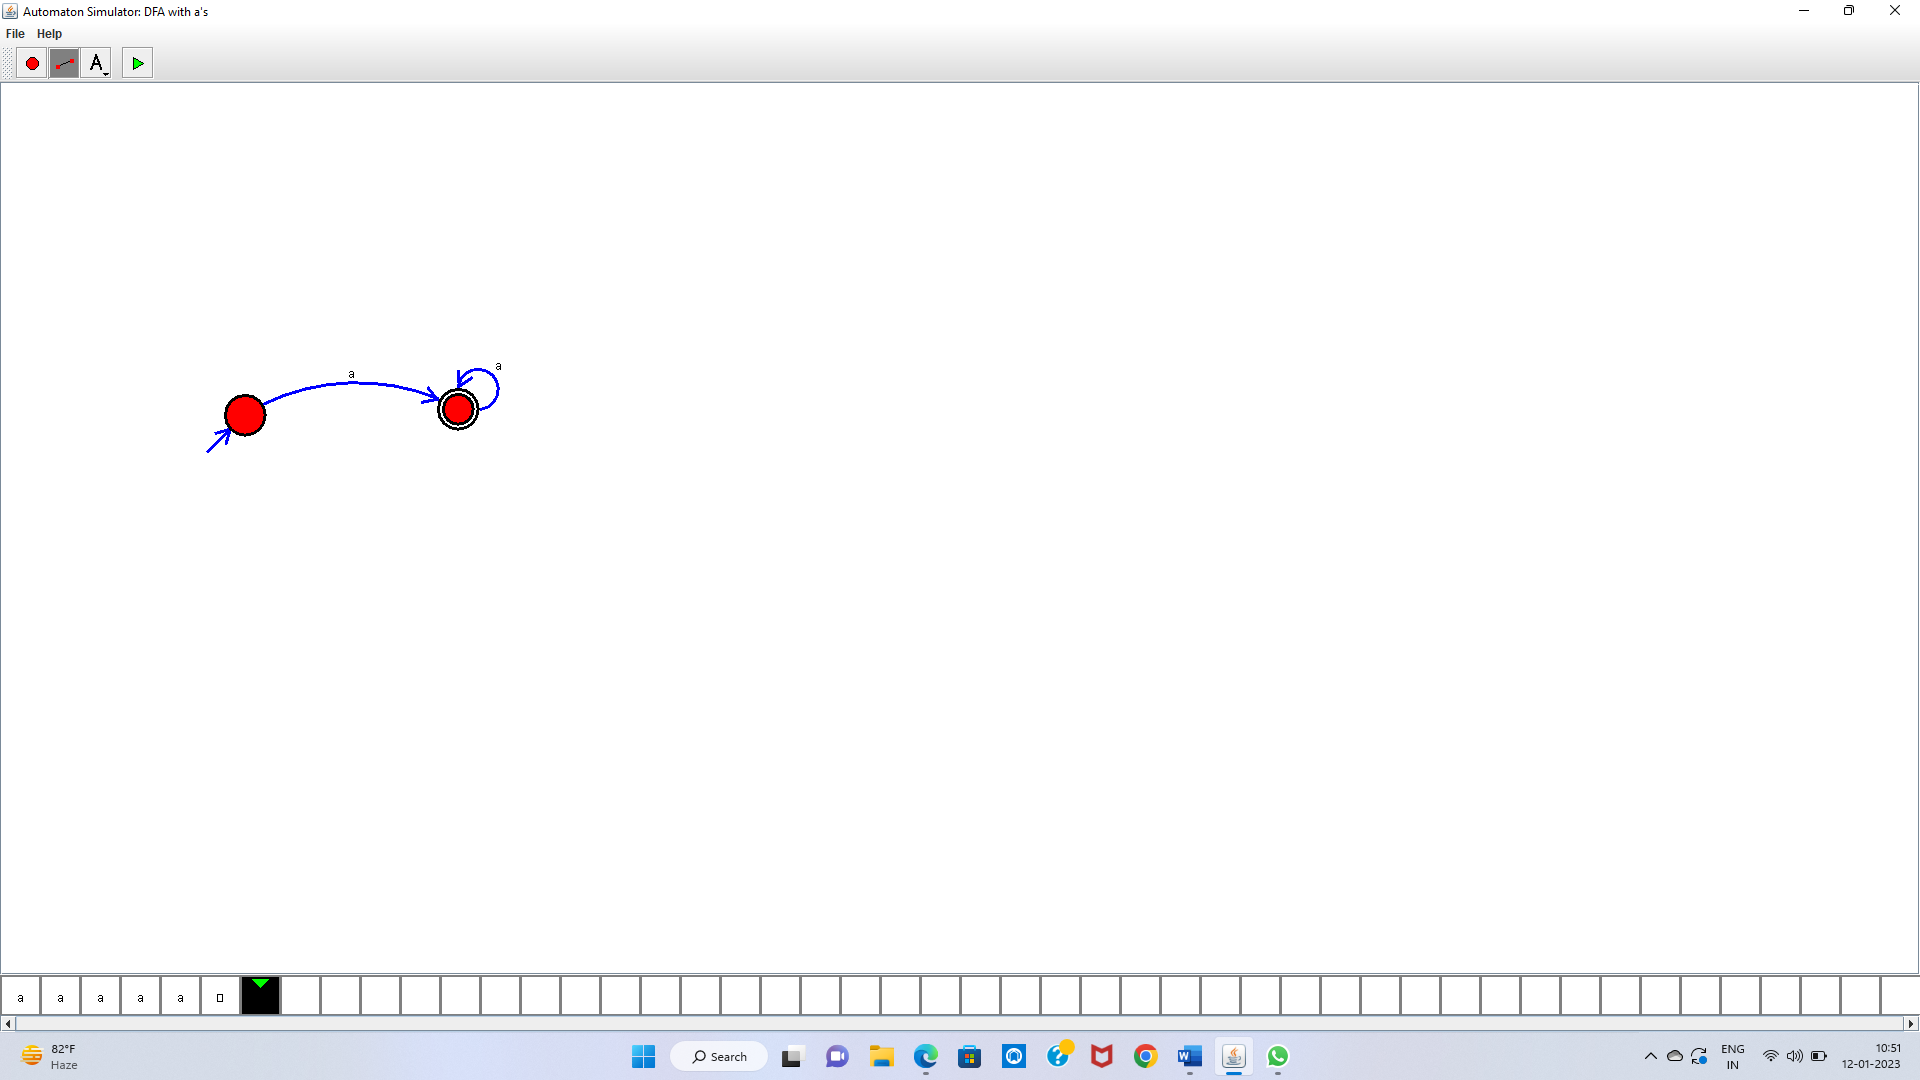 Automaton Simulator: DFA with a's
File Help
A
a
a
a a a a a
82°F
Haze
Search
ENG
IN
10:51
12-01-2023